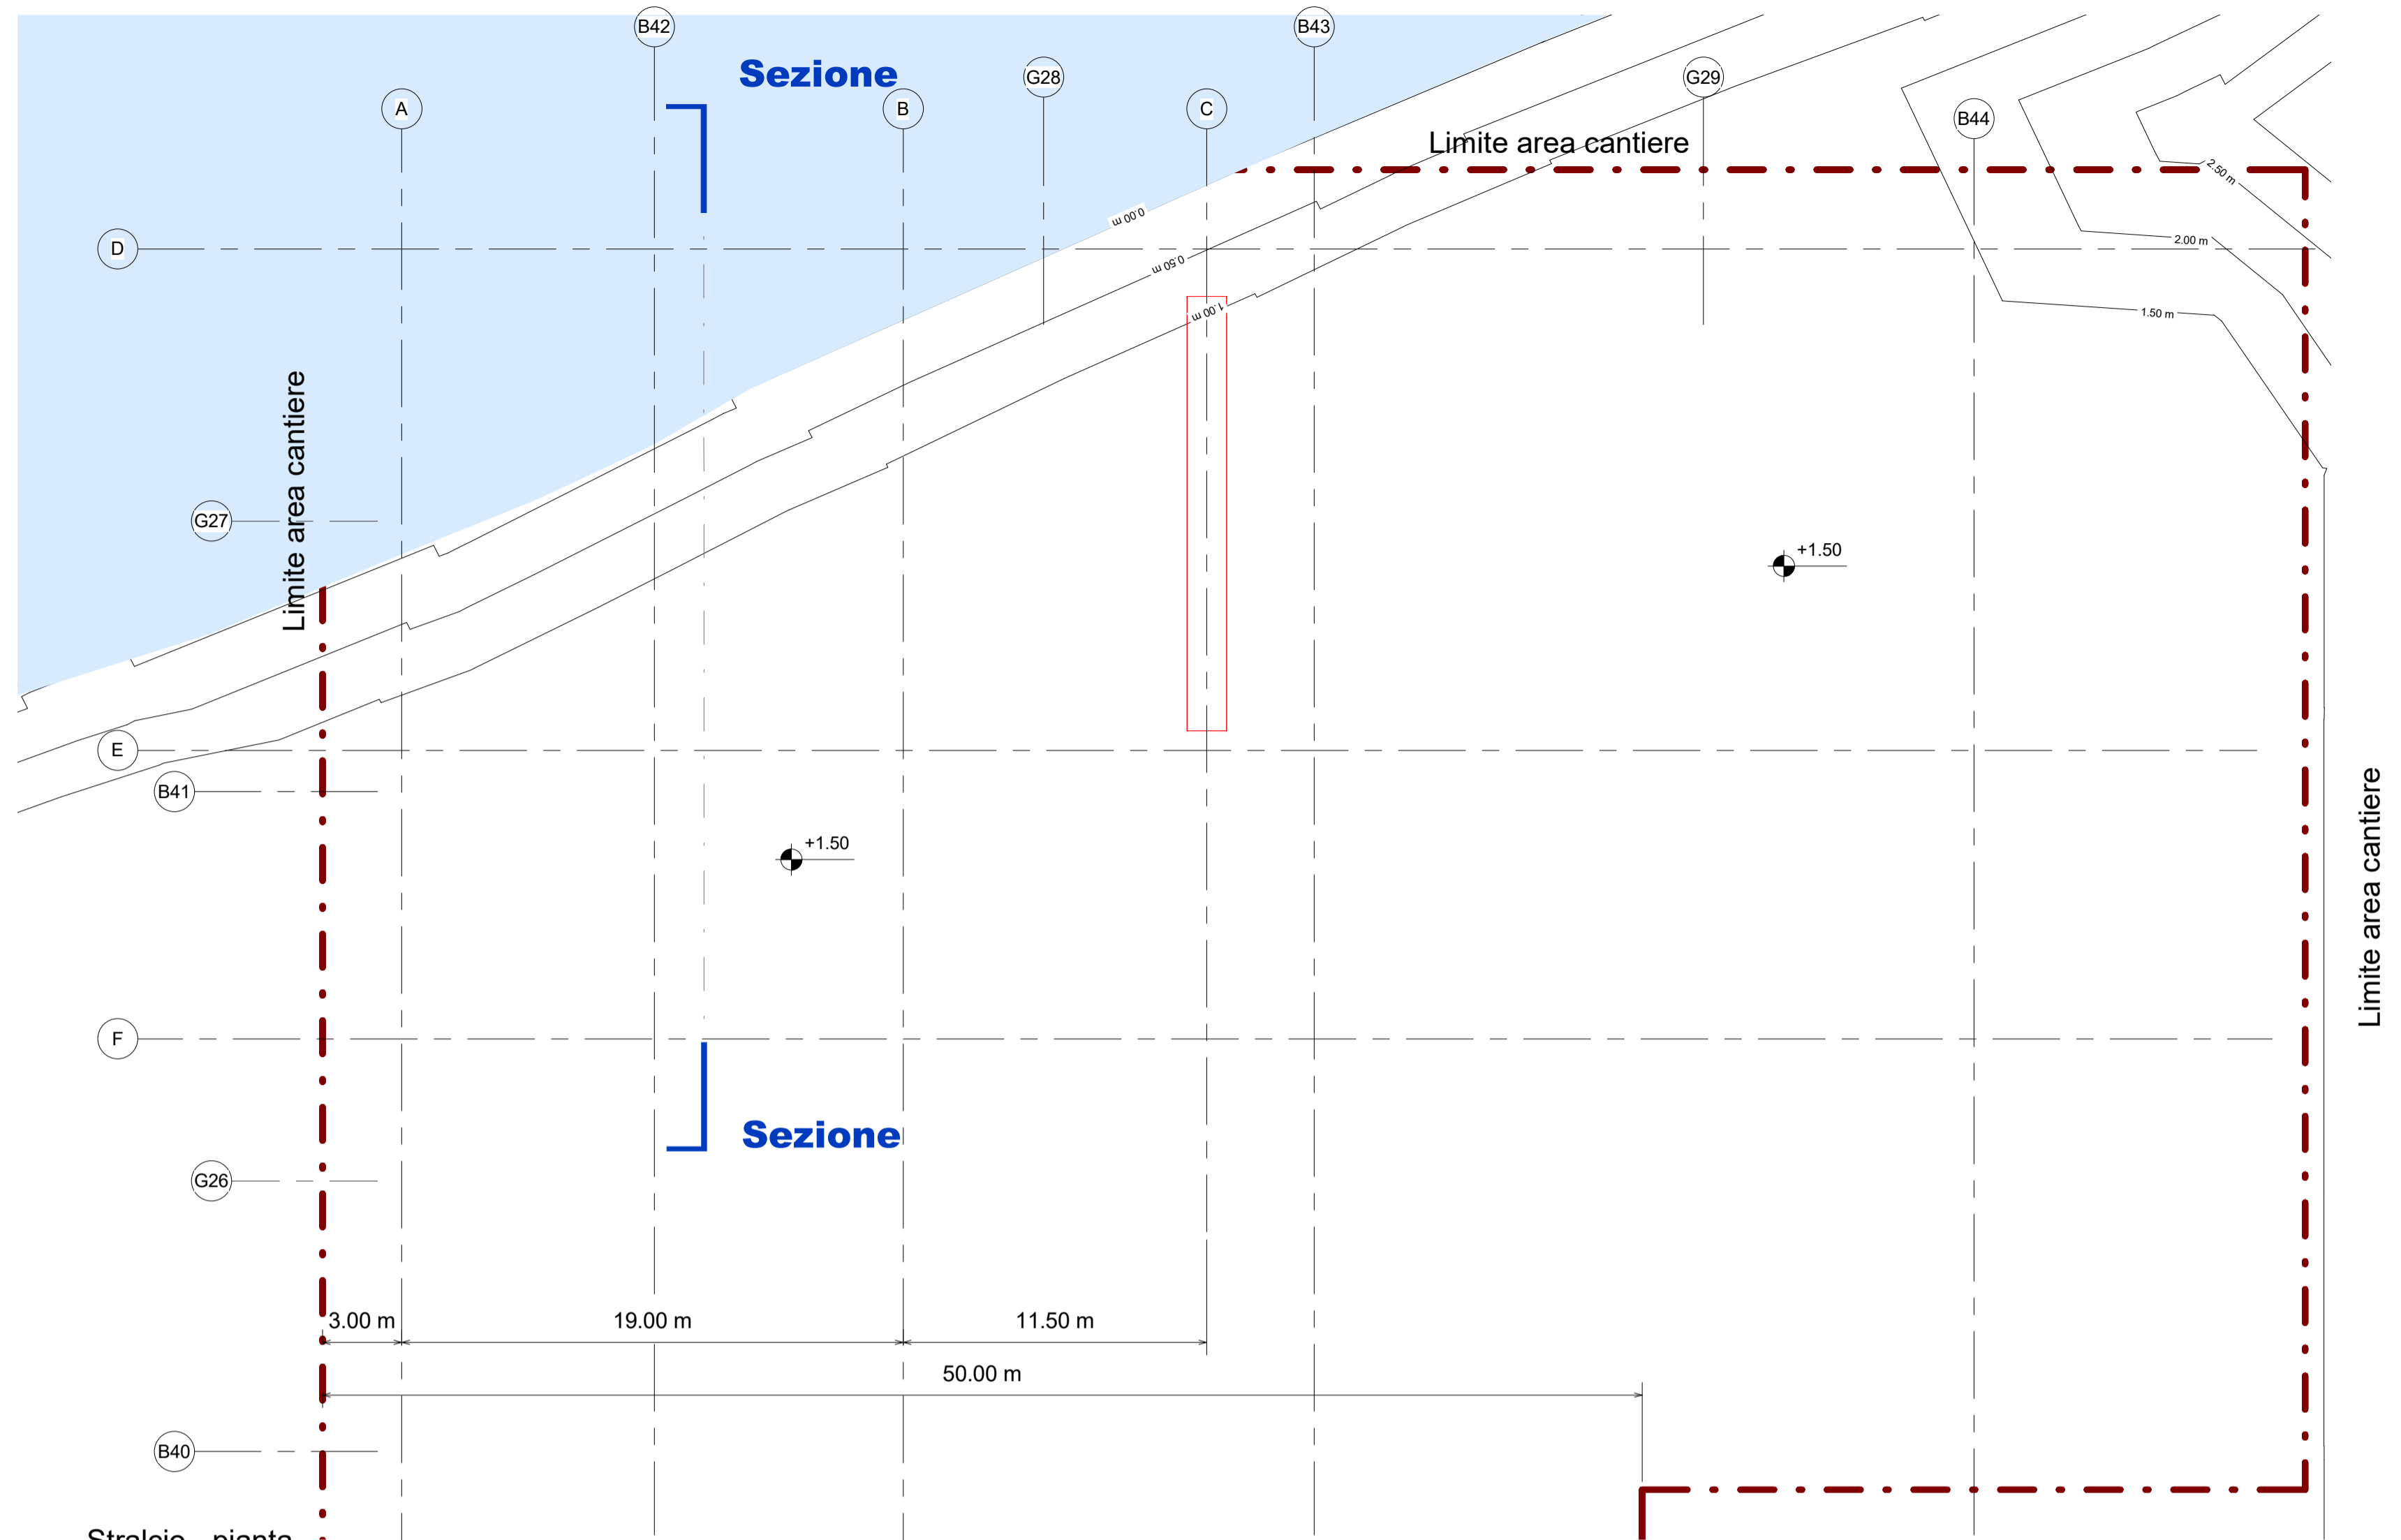 B42
B43
Sezione
G28
G29
A
B
C
B44
Limite area cantiere
2.50 m
0.00 m
D
2.00 m
0.50 m
1.00 m
1.50 m
Limite area cantiere
G27
+1.50
E
B41
+1.50
Limite area cantiere
F
Sezione
G26
3.00 m
19.00 m
11.50 m
50.00 m
B40
Stralcio pianta